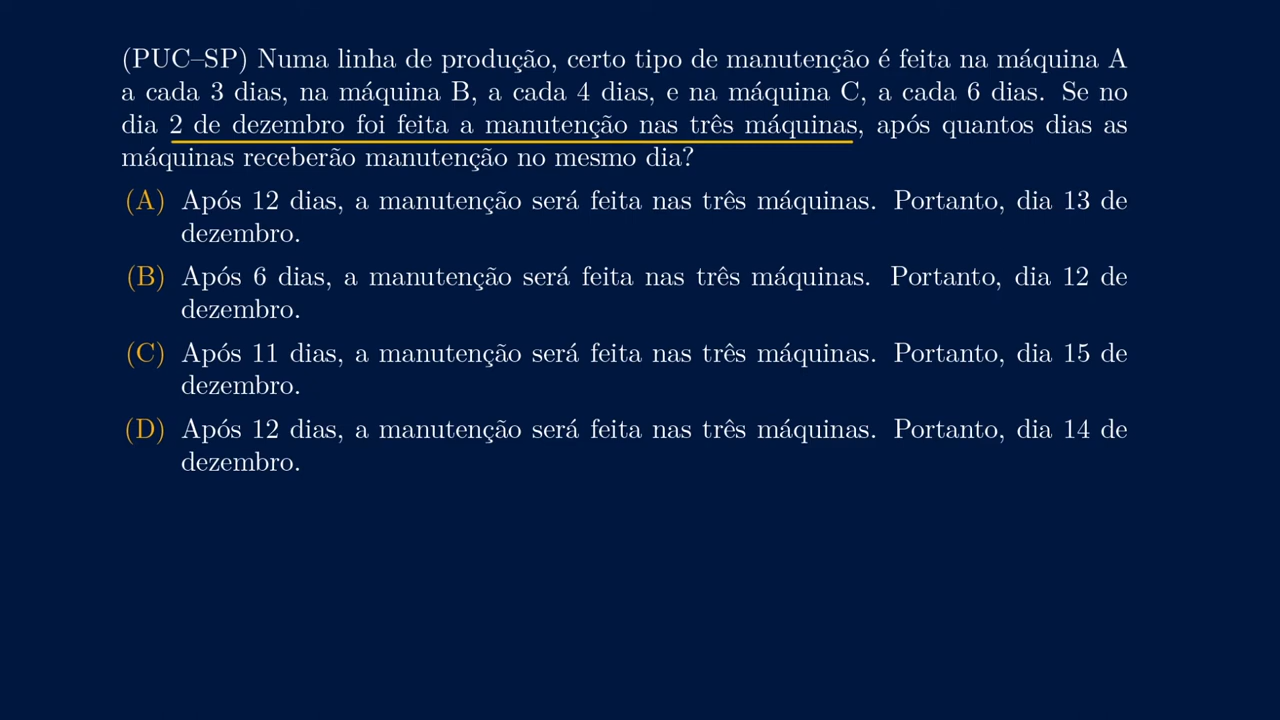 (PUC–SP) Numa linha de produção, certo tipo de manutenção é feita na máquina A
a cada 3 dias, na máquina B, a cada 4 dias, e na máquina C, a cada 6 dias. Se no
dia 2 de dezembro foi feita a manutenção nas três máquinas, após quantos dias as
máquinas receberão manutenção no mesmo dia?
(A) Após 12 dias, a manutenção será feita nas três máquinas. Portanto, dia 13 de
dezembro.
(B) Após 6 dias, a manutenção será feita nas três máquinas. Portanto, dia 12 de
dezembro.
(C) Após 11 dias, a manutenção será feita nas três máquinas. Portanto, dia 15 de
dezembro.
(D) Após 12 dias, a manutenção será feita nas três máquinas. Portanto, dia 14 de
dezembro.